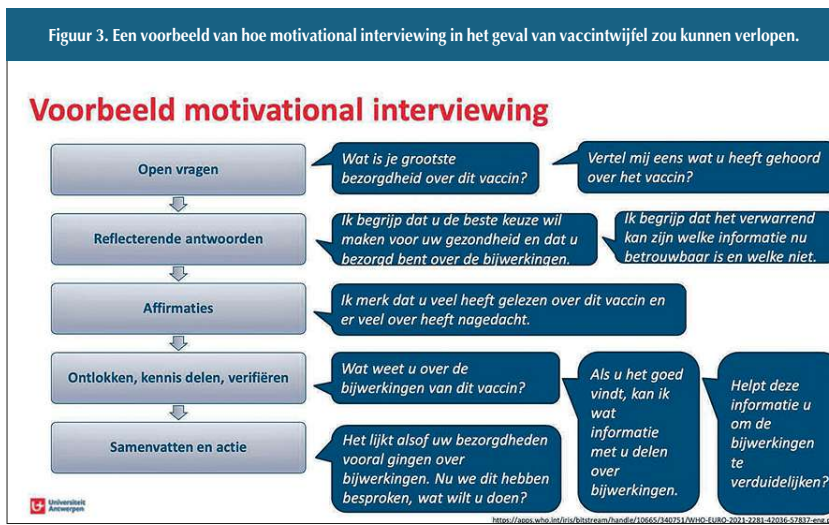 Figuur 3. Een voorbeeld van hoe motivational interviewing in het geval van vaccintwijfel zou kunnen verlopen.
Voorbeeld motivational interviewing
Open vragen
Wat is je grootste
bezorgdheid over dit vaccin?
Vertel mij eens wat u heeft gehoord
over het vaccin?
Reflecterende antwoorden
Ik begrijp dat u de beste keuze wil
maken voor uw gezondheid en dat u
bezorgd bent over de bijwerkingen.
Ik begrijp dat het verwarrend
kan zijn welke informatie nu
betrouwbaar is en welke niet.
Affirmaties
Ik merk dat u veel heeft gelezen over dit vaccin en
er veel over heeft nagedacht.
Ontlokken, kennis delen, verifiëren
Wat weet u over de
bijwerkingen van dit vaccin?
Als u het goed
vindt, kan ik
wat
informatie
met u delen
over
bijwerkingen.
Helpt deze
informatie u
om de
bijwerkingen
te
verduidelijken?
Samenvatten en actie
Het lijkt alsof uw bezorgdheden
vooral gingen over
bijwerkingen. Nu we dit hebben
besproken, wat wilt u doen?
Universiteit
Antwerpen
https://apps.who.int/iris/bitstream/handle/10665/340751/WHO-EURO-2021-2281-42036-57837-eng.